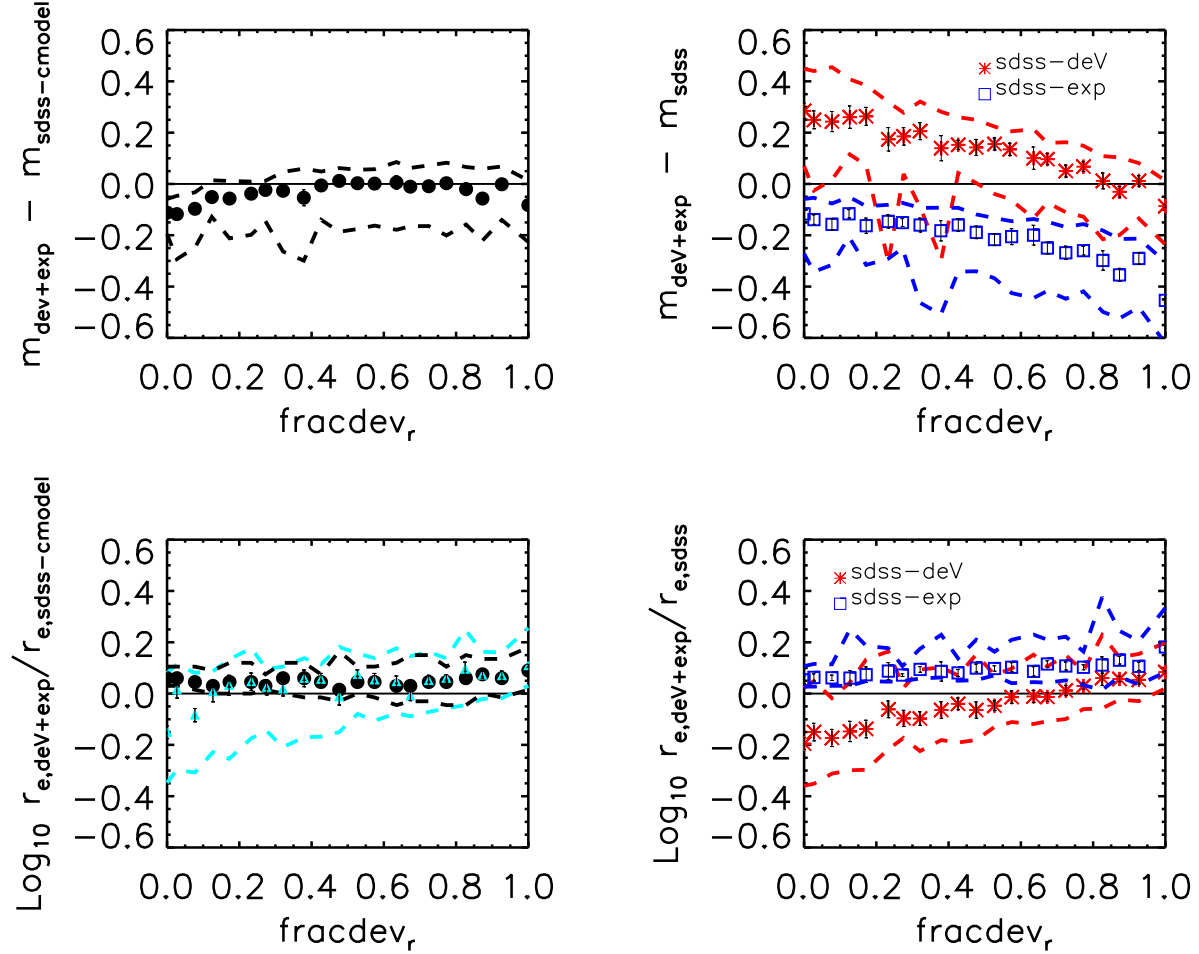 m_dev+exp − m_sdss−cmodel
0.6
0.4
0.2
0.0
−0.2
−0.4
−0.6
0.0 0.2 0.4 0.6 0.8 1.0
fracdev_r
m_deV+exp − m_sdss
0.6
0.4
0.2
0.0
−0.2
−0.4
−0.6
sdss−deV
sdss−exp
0.0 0.2 0.4 0.6 0.8 1.0
fracdev_r
Log_10 r_e,deV+exp/r_e,sdss−cmodel
0.6
0.4
0.2
0.0
−0.2
−0.4
−0.6
0.0 0.2 0.4 0.6 0.8 1.0
fracdev_r
Log_10 r_e,deV+exp/r_e,sdss
0.6
0.4
0.2
0.0
−0.2
−0.4
−0.6
sdss−deV
sdss−exp
0.0 0.2 0.4 0.6 0.8 1.0
fracdev_r